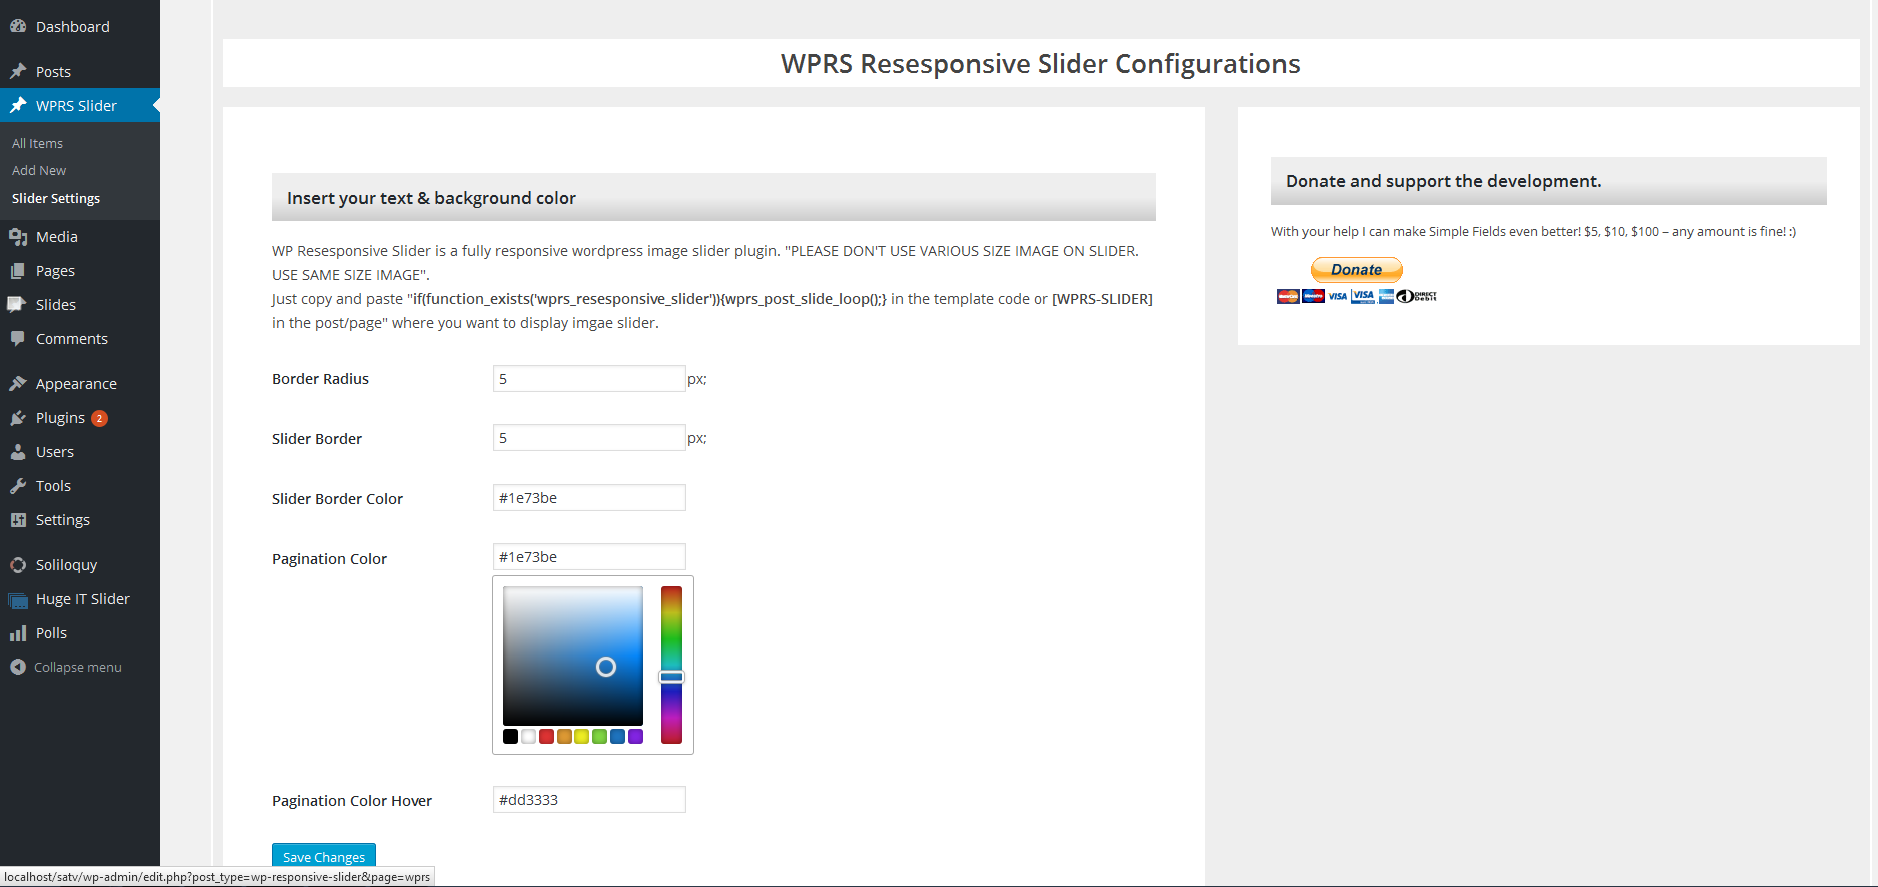 Dashboard
Posts
WPRS Slider
All Items
Add New
Slider Settings
Media
Pages
Slides
Comments
Appearance
Plugins 2
Users
Tools
Settings
Soliloquy
Huge IT Slider
Polls
Collapse menu
WPRS Resesponsive Slider Configurations
Insert your text & background color
WP Resesponsive Slider is a fully responsive wordpress image slider plugin. "PLEASE DON'T USE VARIOUS SIZE IMAGE ON SLIDER.
USE SAME SIZE IMAGE".
Just copy and paste "if(function_exists('wprs_resesponsive_slider')){wprs_post_slide_loop();} in the template code or [WPRS-SLIDER]
in the post/page" where you want to display imgae slider.
Border Radius 5 px;
Slider Border 5 px;
Slider Border Color #1e73be
Pagination Color #1e73be
Pagination Color Hover #dd3333
Save Changes
Donate and support the development.
With your help I can make Simple Fields even better! $5, $10, $100 – any amount is fine! :)
Donate
MasterCard Maestro VISA VISA DIRECT Debit
localhost/satv/wp-admin/edit.php?post_type=wp-responsive-slider&page=wprs